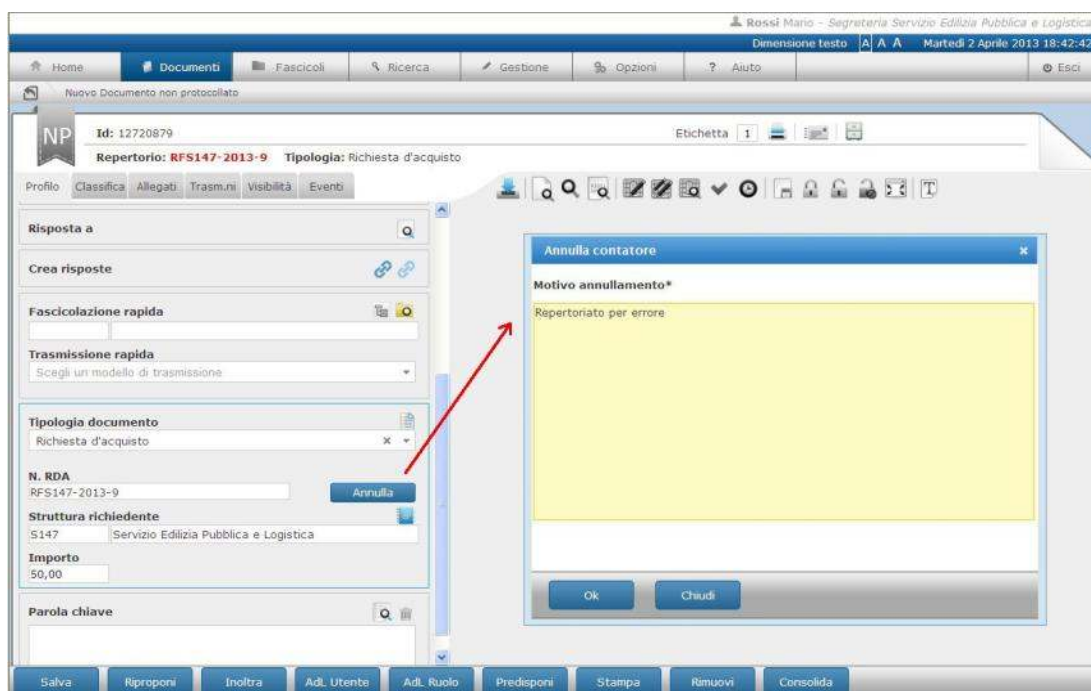 Rossi Mario - Segreteria Servizio Edilizia Pubblica e Logistica
Dimensione testo A A A Martedì 2 Aprile 2013 18:42:42
Home Documenti Fascicoli Ricerca Gestione Opzioni ? Aiuto Esci
Nuovo Documento non protocollato
NP Id: 12720879 Etichetta 1
Repertorio: RFS147-2013-9 Tipologia: Richiesta d'acquisto
Profilo Classifica Allegati Trasm.ni Visibilità Eventi
T
Risposta a
Crea risposte
Fascicolazione rapida
Trasmissione rapida
Scegli un modello di trasmissione
Tipologia documento
Richiesta d'acquisto
N. RDA
RFS147-2013-9 Annulla
Struttura richiedente
S147 Servizio Edilizia Pubblica e Logistica
Importo
50,00
Parola chiave
Annulla contatore
Motivo annullamento*
Repertoriato per errore
Ok Chiudi
Salva Riproponi Inoltra AdL Utente AdL Ruolo Predisponi Stampa Rimuovi Consolida